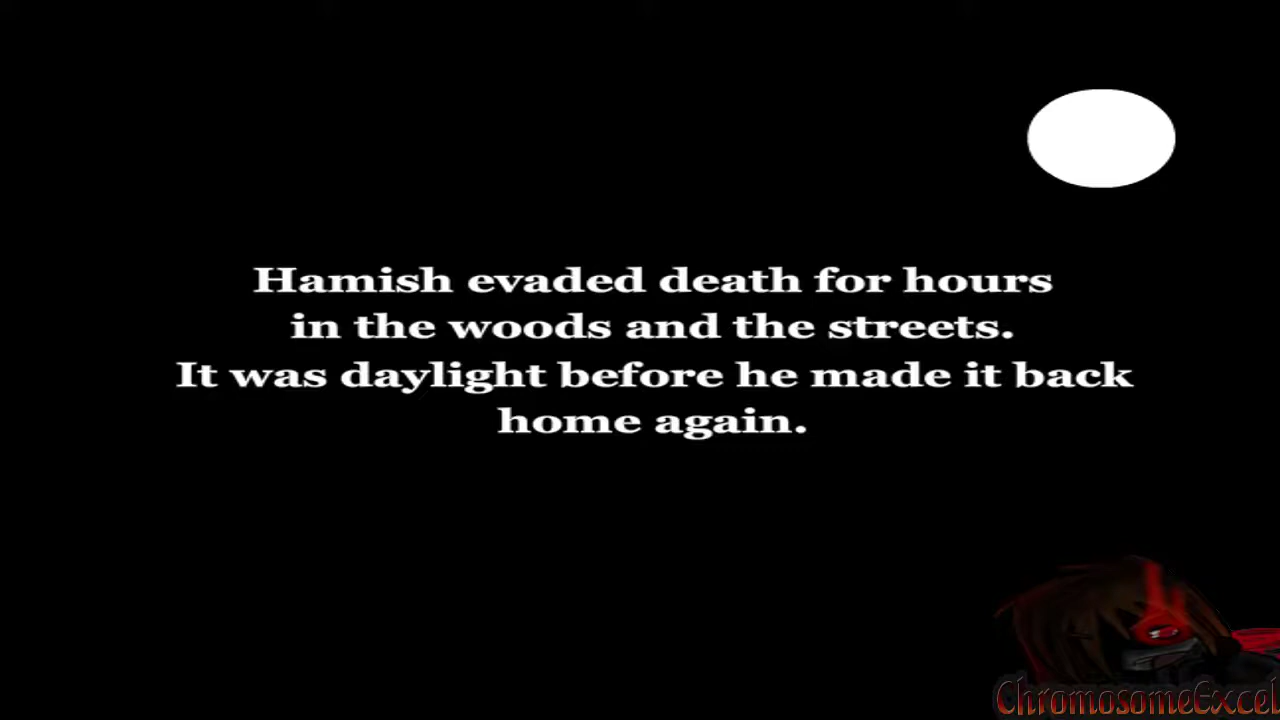 Hamish evaded death for hours
in the woods and the streets.
It was daylight before he made it back
home again.
ChromosomeExcel